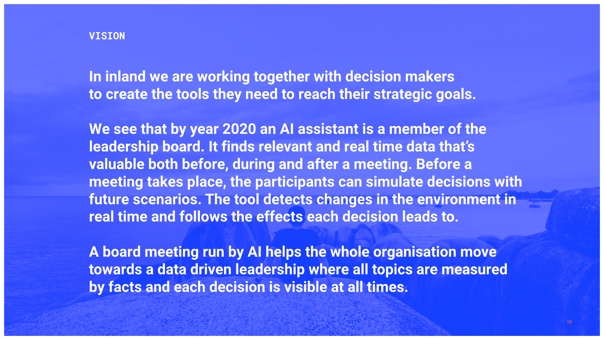 VISION
In inland we are working together with decision makers
to create the tools they need to reach their strategic goals.
We see that by year 2020 an AI assistant is a member of the
leadership board. It finds relevant and real time data that's
valuable both before, during and after a meeting. Before a
meeting takes place, the participants can simulate decisions with
future scenarios. The tool detects changes in the environment in
real time and follows the effects each decision leads to.
A board meeting run by AI helps the whole organisation move
towards a data driven leadership where all topics are measured
by facts and each decision is visible at all times.